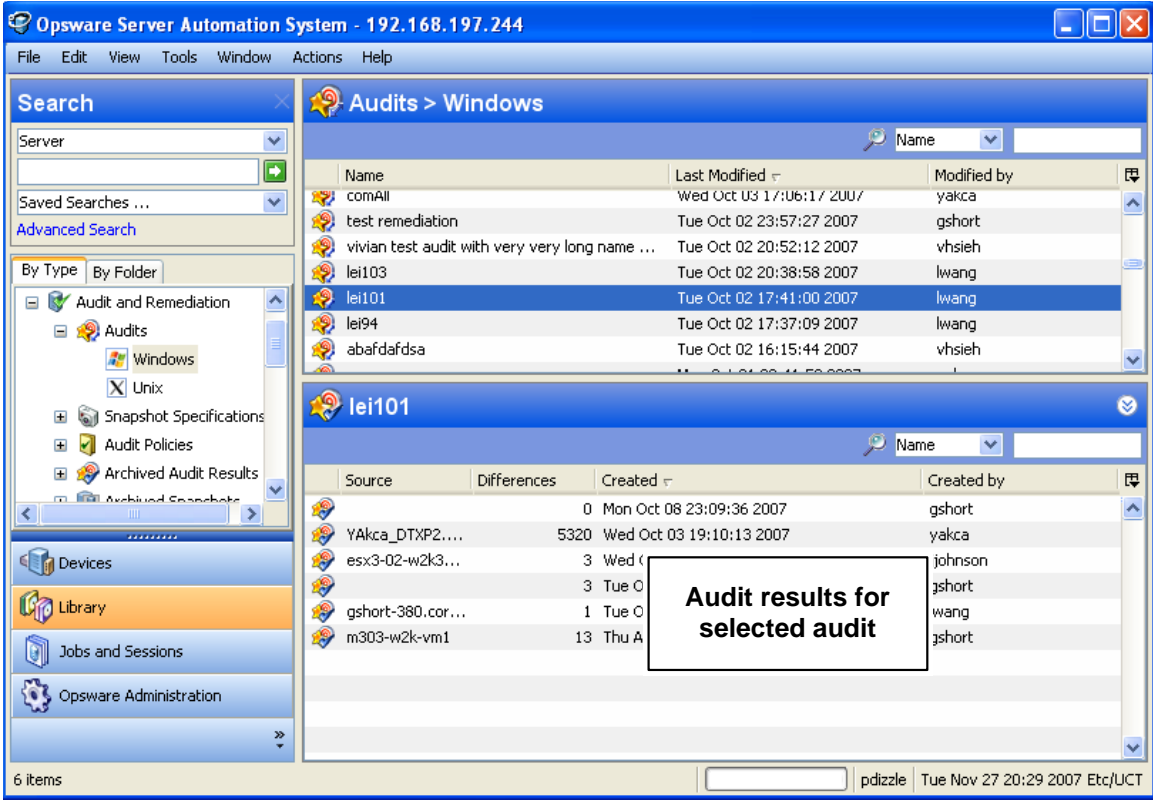 Opsware Server Automation System - 192.168.197.244
File Edit View Tools Window Actions Help
Search
Server
Saved Searches ...
Advanced Search
By Type By Folder
Audit and Remediation
Audits
Windows
Unix
Snapshot Specifications
Audit Policies
Archived Audit Results
Archived Snapshots
Devices
Library
Jobs and Sessions
Opsware Administration
Audits > Windows
Name
Name Last Modified Modified by
comAll Wed Oct 03 17:06:17 2007 yakca
test remediation Tue Oct 02 23:57:27 2007 gshort
vivian test audit with very very long name ... Tue Oct 02 20:52:12 2007 vhsieh
lei103 Tue Oct 02 20:38:58 2007 lwang
lei101 Tue Oct 02 17:41:00 2007 lwang
lei94 Tue Oct 02 17:37:09 2007 lwang
abafdafdsa Tue Oct 02 16:15:44 2007 vhsieh
lei101
Name
Source Differences Created Created by
0 Mon Oct 08 23:09:36 2007 gshort
YAkca_DTXP2.... 5320 Wed Oct 03 19:10:13 2007 yakca
esx3-02-w2k3... 3 Wed johnson
3 Tue O gshort
gshort-380.cor... 1 Tue O wang
m303-w2k-vm1 13 Thu A gshort
Audit results for
selected audit
6 items pdizzle Tue Nov 27 20:29 2007 Etc/UCT